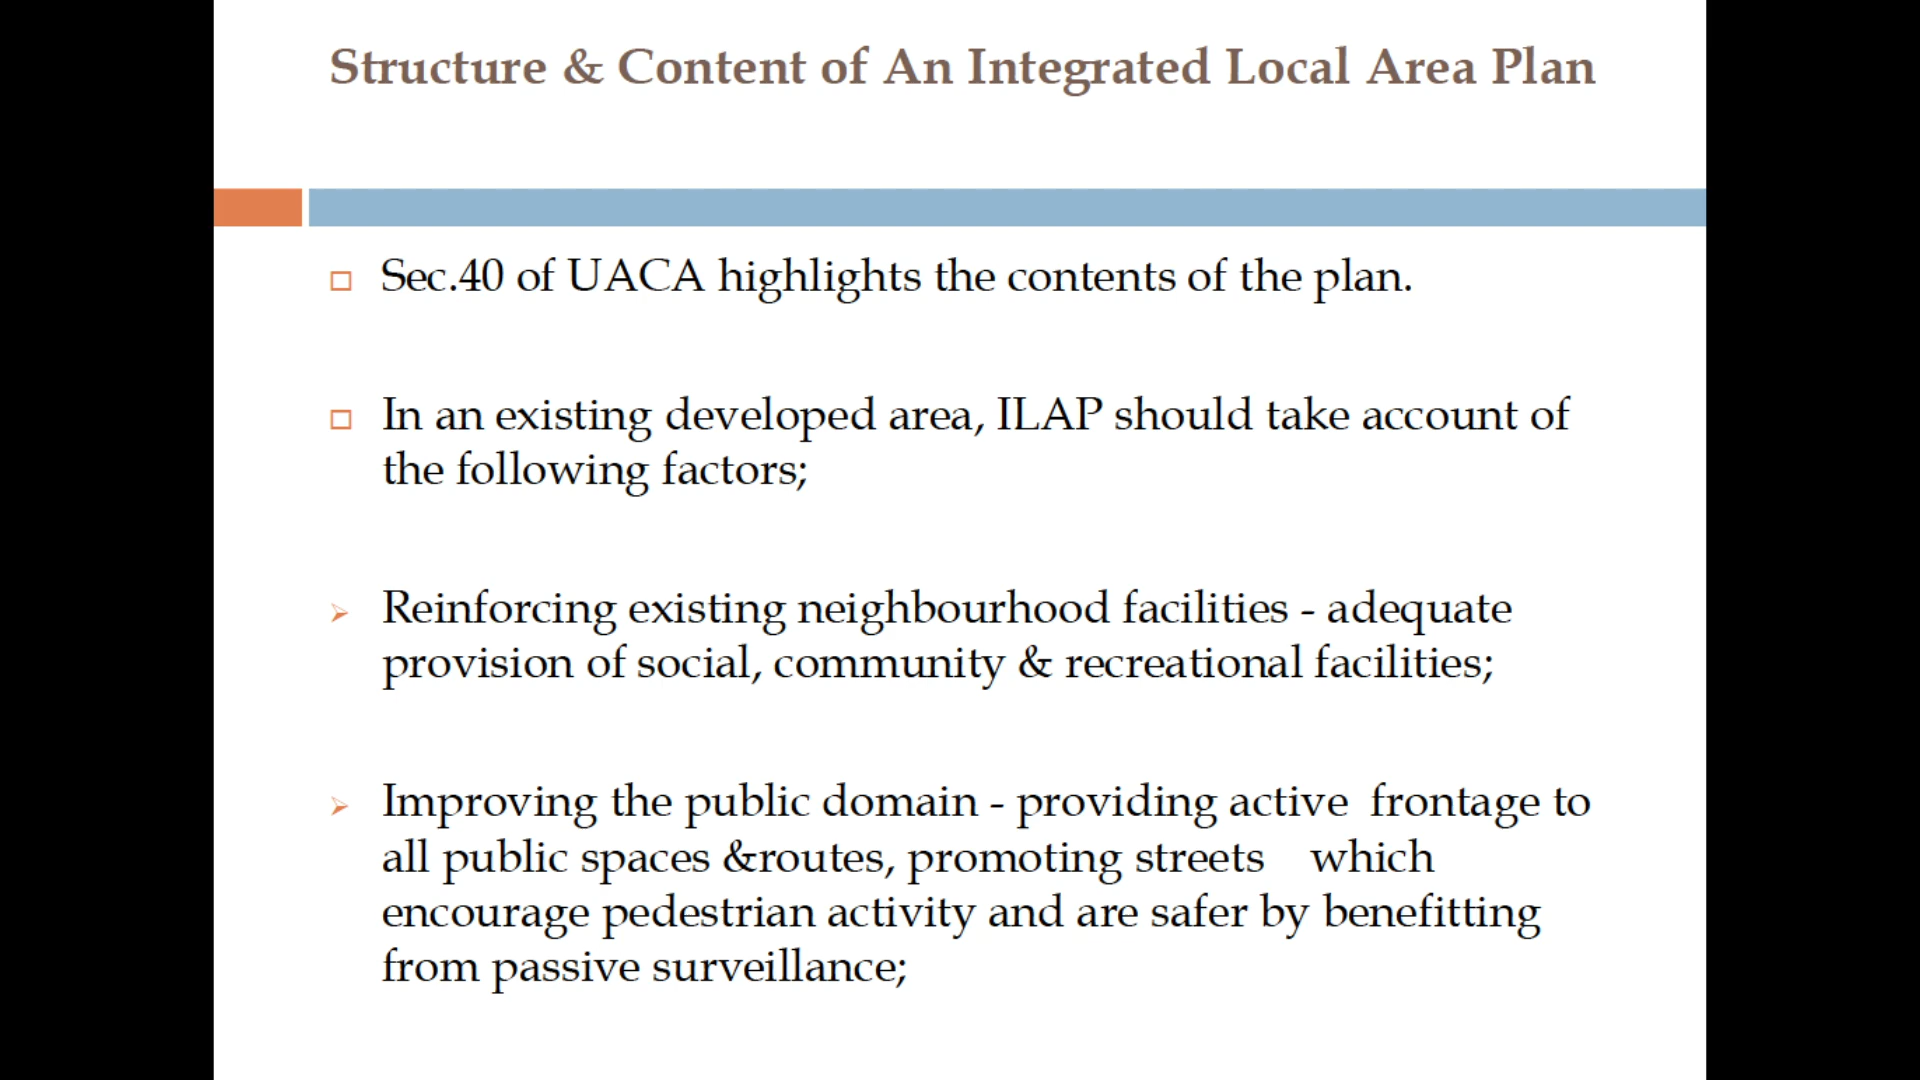 Structure & Content of An Integrated Local Area Plan
Sec.40 of UACA highlights the contents of the plan.
In an existing developed area, ILAP should take account of
the following factors;
Reinforcing existing neighbourhood facilities - adequate
provision of social, community & recreational facilities;
Improving the public domain - providing active frontage to
all public spaces &routes, promoting streets which
encourage pedestrian activity and are safer by benefitting
from passive surveillance;